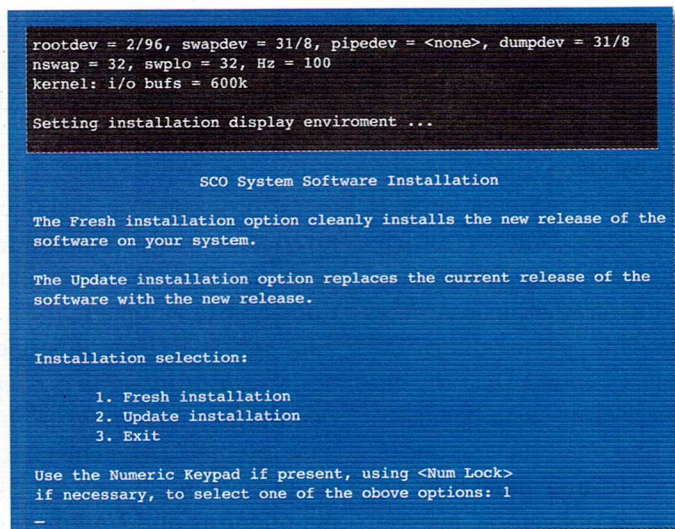 rootdev = 2/96, swapdev = 31/8, pipedev = <none>, dumpdev = 31/8
nswap = 32, swplo = 32, Hz = 100
kernel: i/o bufs = 600k
Setting installation display enviroment ...
SCO System Software Installation
The Fresh installation option cleanly installs the new release of the
software on your system.
The Update installation option replaces the current release of the
software with the new release.
Installation selection:
1. Fresh installation
2. Update installation
3. Exit
Use the Numeric Keypad if present, using <Num Lock>
if necessary, to select one of the obove options: 1
_